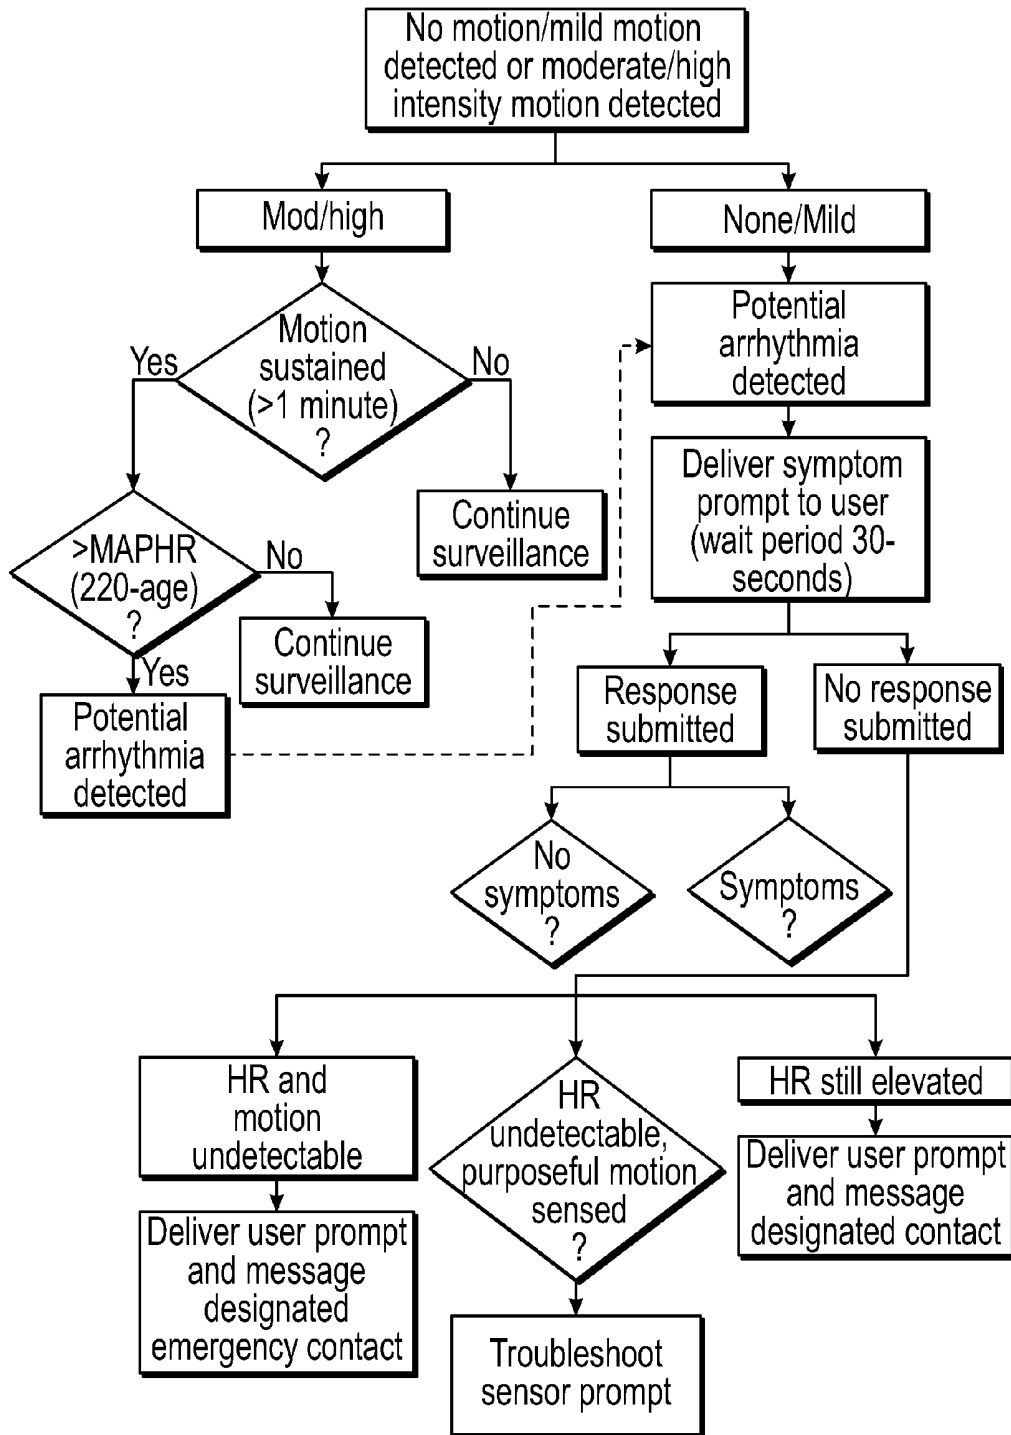 No motion/mild motion
detected or moderate/high
intensity motion detected
Mod/high
None/Mild
Motion
sustained
(>1 minute)
?
Yes
No
Potential
arrhythmia
detected
>MAPHR
(220-age)
?
No
Yes
Continue
surveillance
Continue
surveillance
Potential
arrhythmia
detected
Deliver symptom
prompt to user
(wait period 30-
seconds)
Response
submitted
No response
submitted
No
symptoms
?
Symptoms
?
HR and
motion
undetectable
Deliver user prompt
and message
designated
emergency contact
HR
undetectable,
purposeful motion
sensed
?
Troubleshoot
sensor prompt
HR still elevated
Deliver user prompt
and message
designated contact